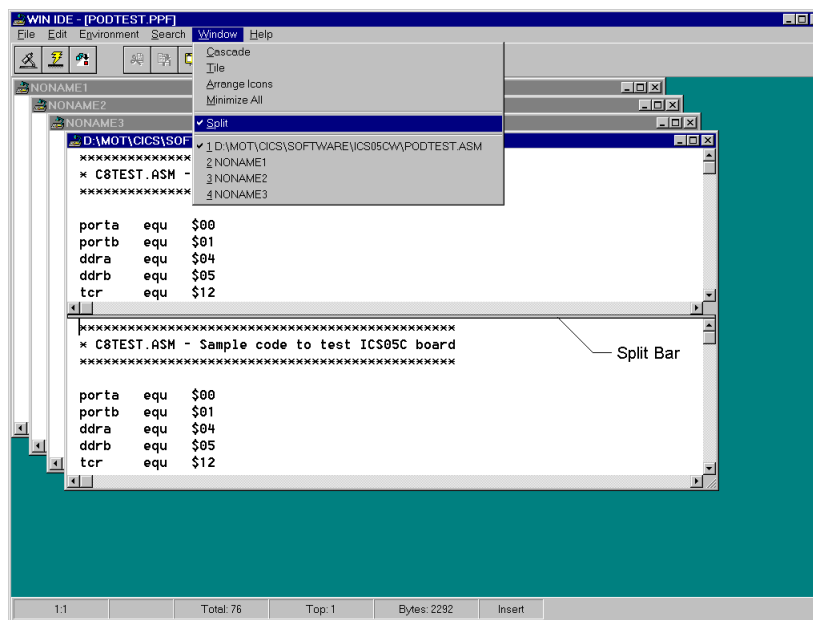 WIN IDE - [PODTEST.PPF]
File Edit Environment Search Window Help
Cascade
Tile
Arrange Icons
Minimize All
Split
1 D:\MOT\CICS\SOFTWARE\ICS05CW\PODTEST.ASM
2 NONAME1
3 NONAME2
4 NONAME3
NONAME1
NONAME2
NONAME3
D:\MOT\CICS\SOF
* C8TEST.ASM -
porta equ $00
portb equ $01
ddra equ $04
ddrb equ $05
tcr equ $12
***********************************************
* C8TEST.ASM - Sample code to test ICS05C board
***********************************************
Split Bar
porta equ $00
portb equ $01
ddra equ $04
ddrb equ $05
tcr equ $12
1:1 Total: 76 Top: 1 Bytes: 2292 Insert